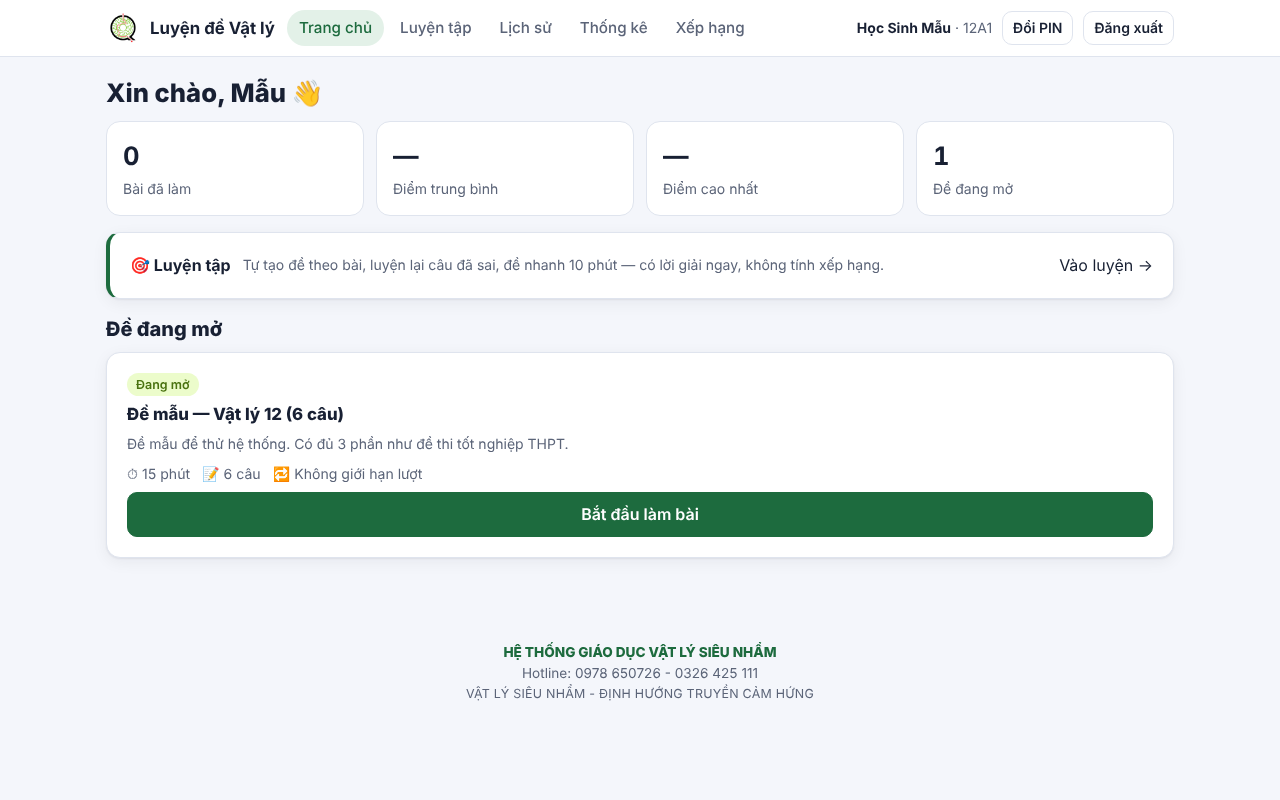 Luyện đề Vật lý
Trang chủ
Luyện tập
Lịch sử
Thống kê
Xếp hạng
Học Sinh Mẫu · 12A1
Đổi PIN
Đăng xuất
Xin chào, Mẫu 👋
0
Bài đã làm
—
Điểm trung bình
—
Điểm cao nhất
1
Đề đang mở
🎯 Luyện tập
Tự tạo đề theo bài, luyện lại câu đã sai, đề nhanh 10 phút — có lời giải ngay, không tính xếp hạng.
Vào luyện →
Đề đang mở
Đang mở
Đề mẫu — Vật lý 12 (6 câu)
Đề mẫu để thử hệ thống. Có đủ 3 phần như đề thi tốt nghiệp THPT.
⏱ 15 phút 📝 6 câu 🔁 Không giới hạn lượt
Bắt đầu làm bài
HỆ THỐNG GIÁO DỤC VẬT LÝ SIÊU NHẨM
Hotline: 0978 650726 - 0326 425 111
VẬT LÝ SIÊU NHẨM - ĐỊNH HƯỚNG TRUYỀN CẢM HỨNG